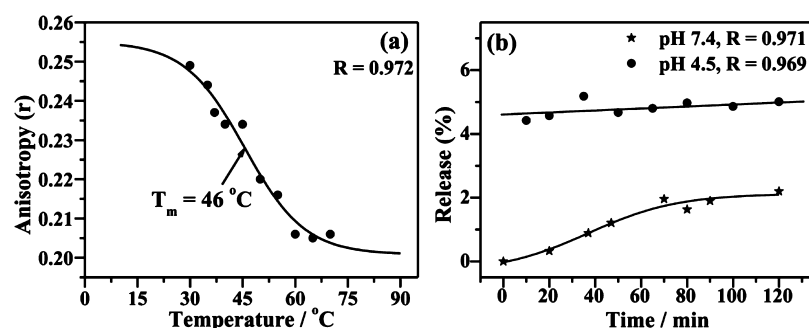 (a)
R = 0.972
T_m = 46 °C
Anisotropy (r)
0.26
0.25
0.24
0.23
0.22
0.21
0.20
0 15 30 45 60 75 90
Temperature / °C
(b)
★ pH 7.4, R = 0.971
● pH 4.5, R = 0.969
Release (%)
6
4
2
0
0 20 40 60 80 100 120
Time / min